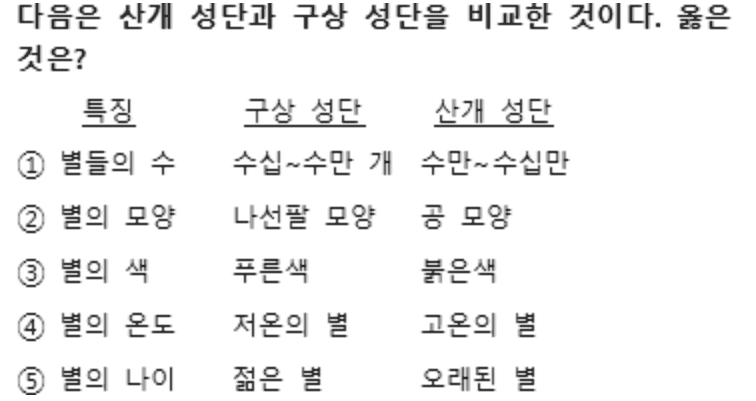 다음은 산개 성단과 구상 성단을 비교한 것이다. 옳은
것은?
특징 구상 성단 산개 성단
① 별들의 수 수십~수만 개 수만~수십만
② 별의 모양 나선팔 모양 공 모양
③ 별의 색 푸른색 붉은색
④ 별의 온도 저온의 별 고온의 별
⑤ 별의 나이 젊은 별 오래된 별